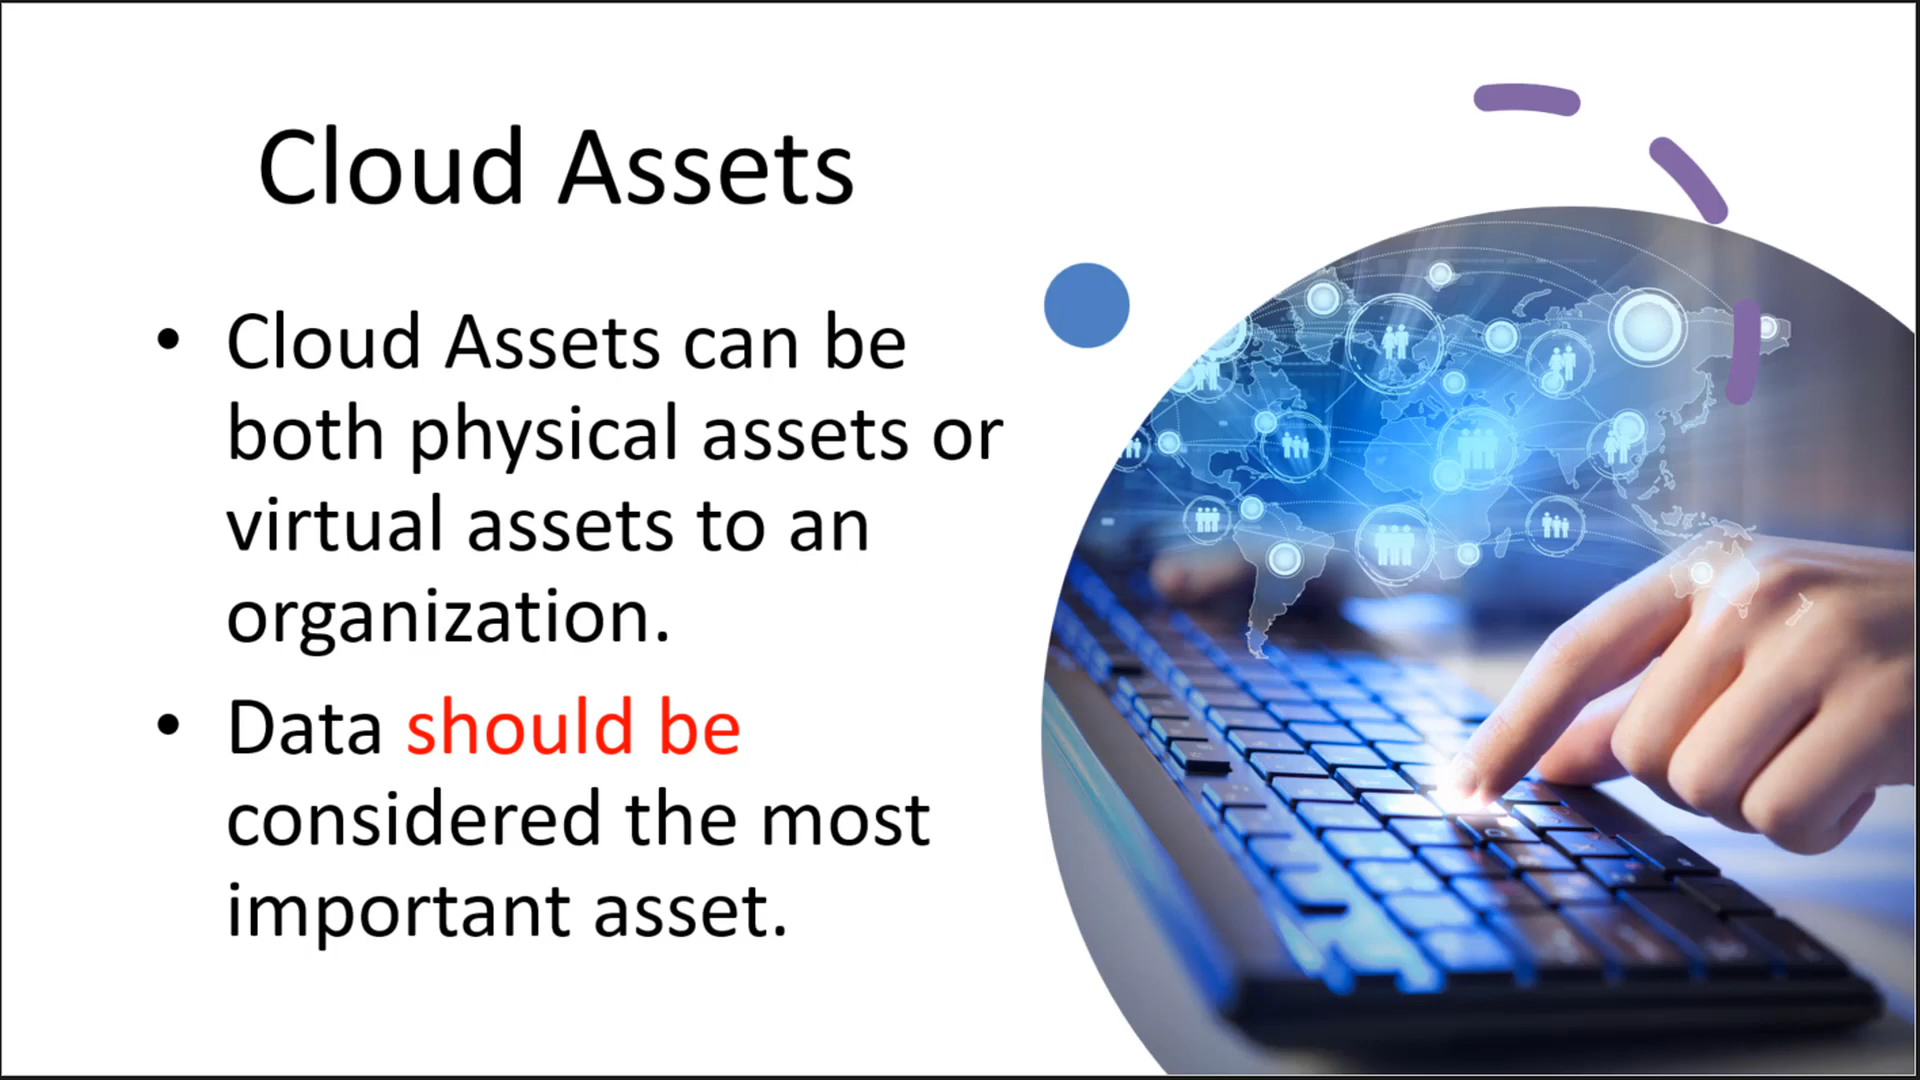 Cloud Assets
• Cloud Assets can be
both physical assets or
virtual assets to an
organization.
• Data should be
considered the most
important asset.